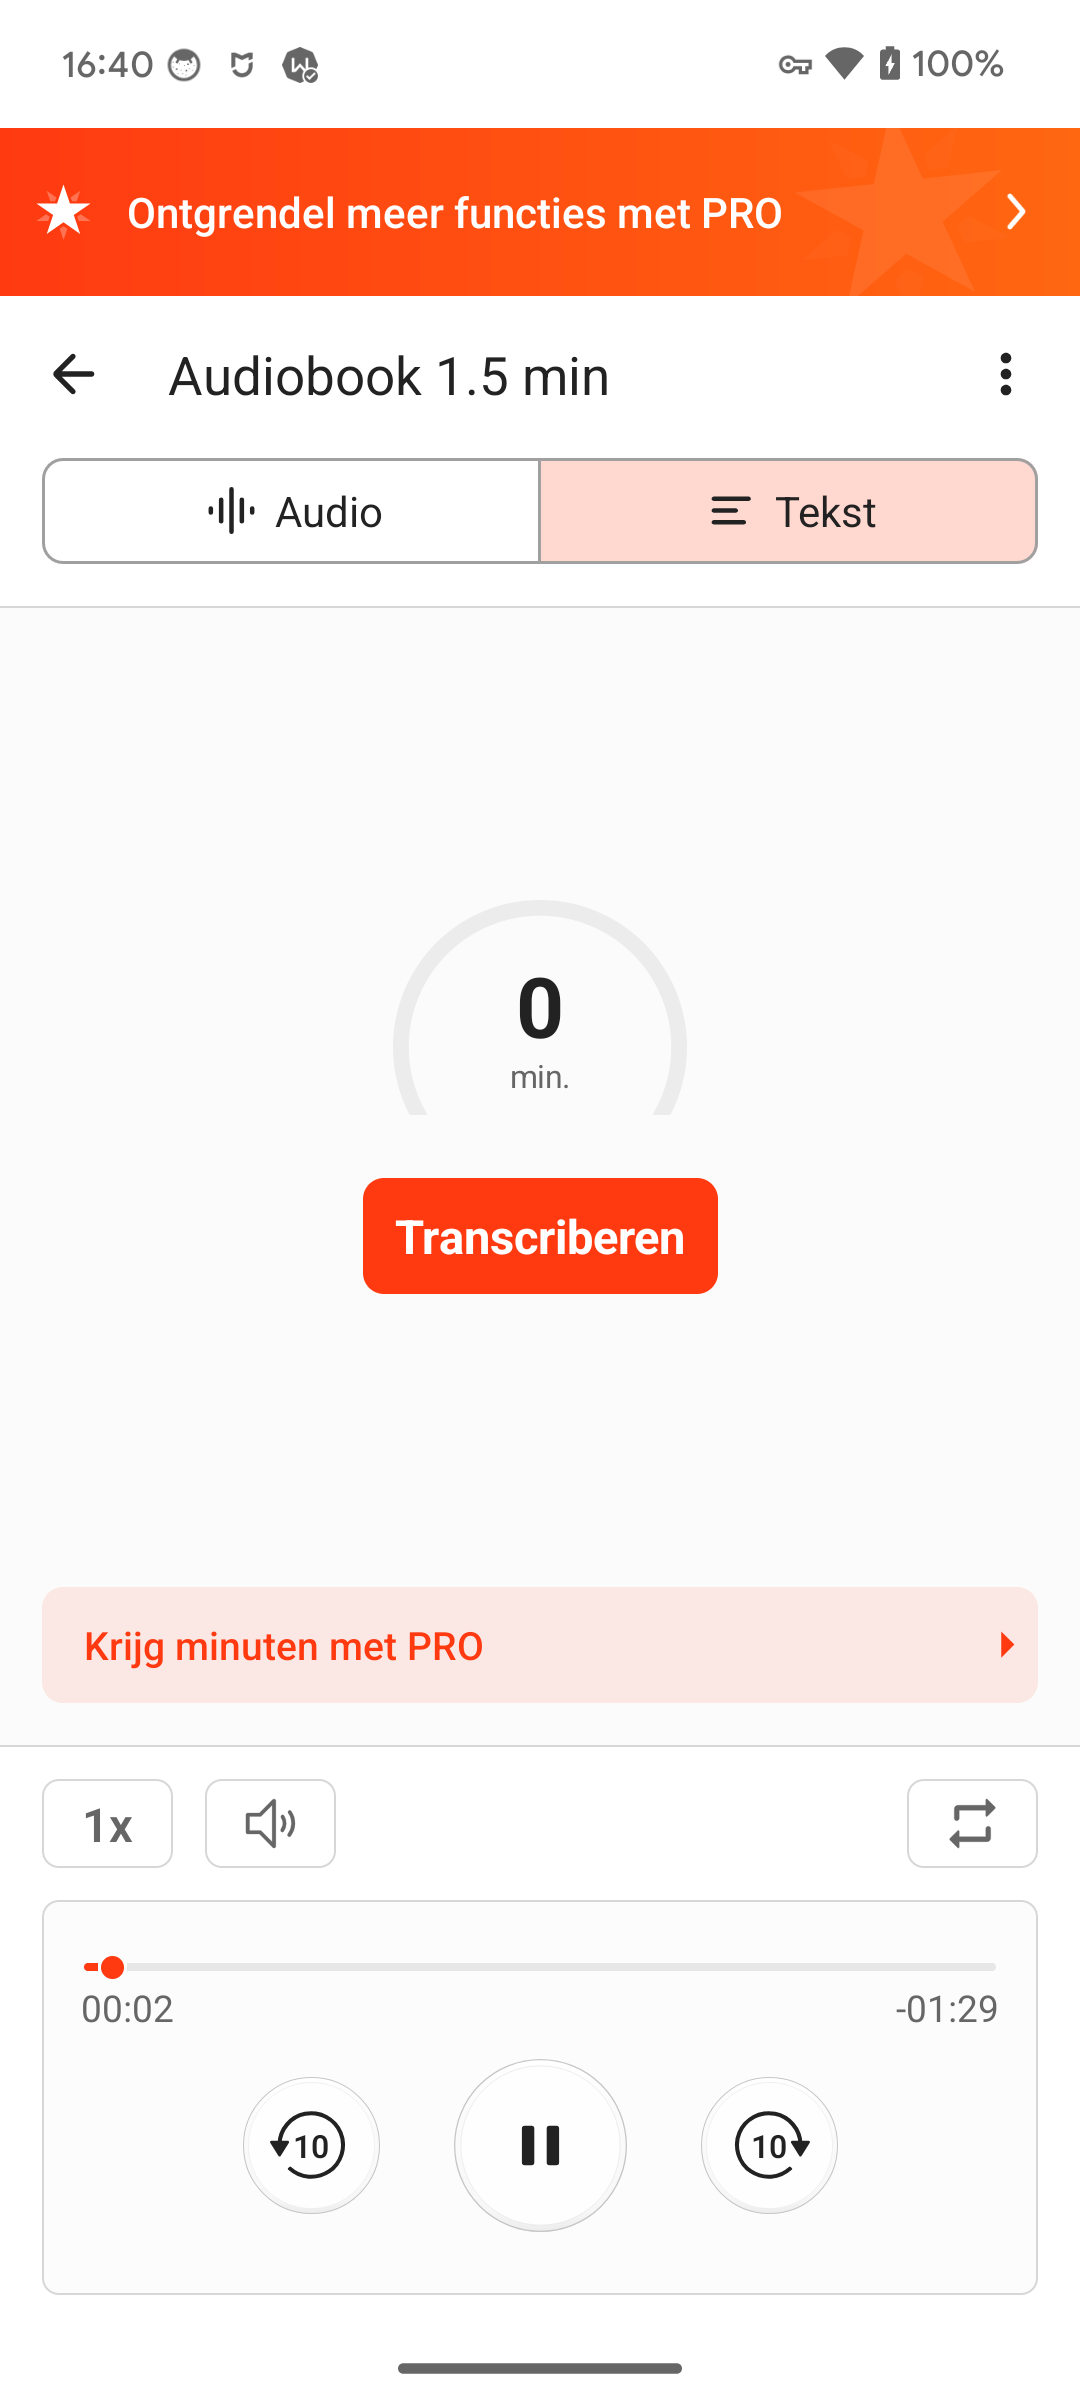 16:40
100%
Ontgrendel meer functies met PRO
Audiobook 1.5 min
Audio
Tekst
0
min.
Transcriberen
Krijg minuten met PRO
1x
00:02
-01:29
10
10